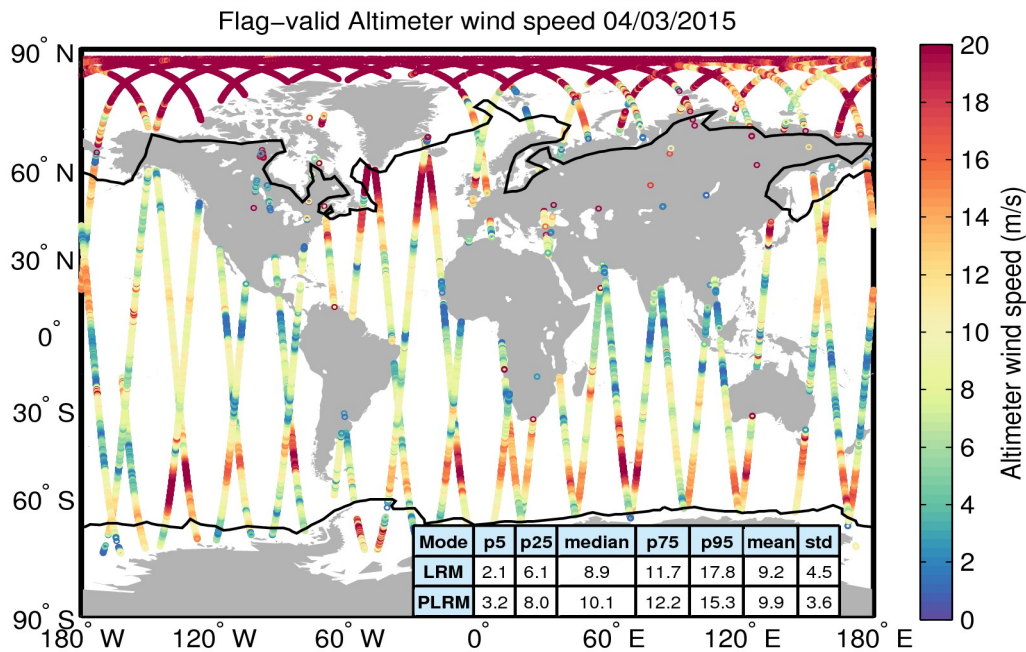 Flag−valid Altimeter wind speed 04/03/2015
90° N
60° N
30° N
0°
30° S
60° S
90° S
180° W
120° W
60° W
0°
60° E
120° E
180° E
Mode p5 p25 median p75 p95 mean std
LRM 2.1 6.1 8.9 11.7 17.8 9.2 4.5
PLRM 3.2 8.0 10.1 12.2 15.3 9.9 3.6
20
18
16
14
12
10
8
6
4
2
0
Altimeter wind speed (m/s)